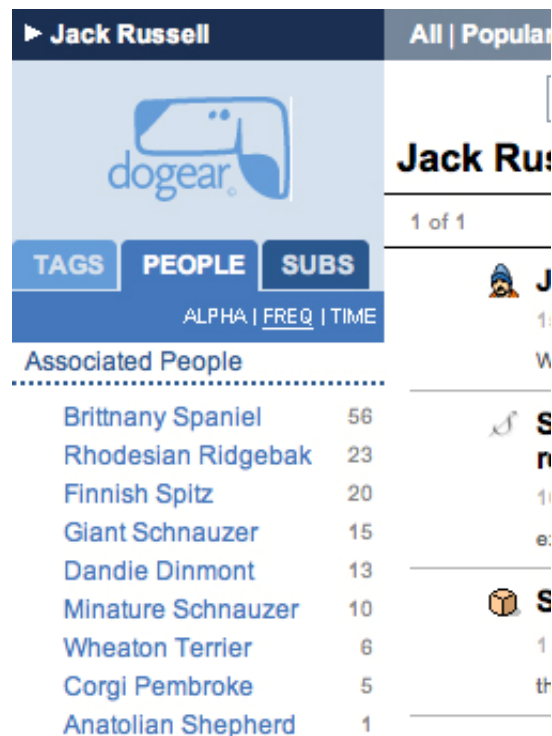 Jack Russell
All | Popular
dogear
Jack Rus
1 of 1
TAGS PEOPLE SUBS
ALPHA | FREQ | TIME
Associated People
Brittnany Spaniel 56
Rhodesian Ridgebak 23
Finnish Spitz 20
Giant Schnauzer 15
Dandie Dinmont 13
Minature Schnauzer 10
Wheaton Terrier 6
Corgi Pembroke 5
Anatolian Shepherd 1
J
W
S
S
1
th